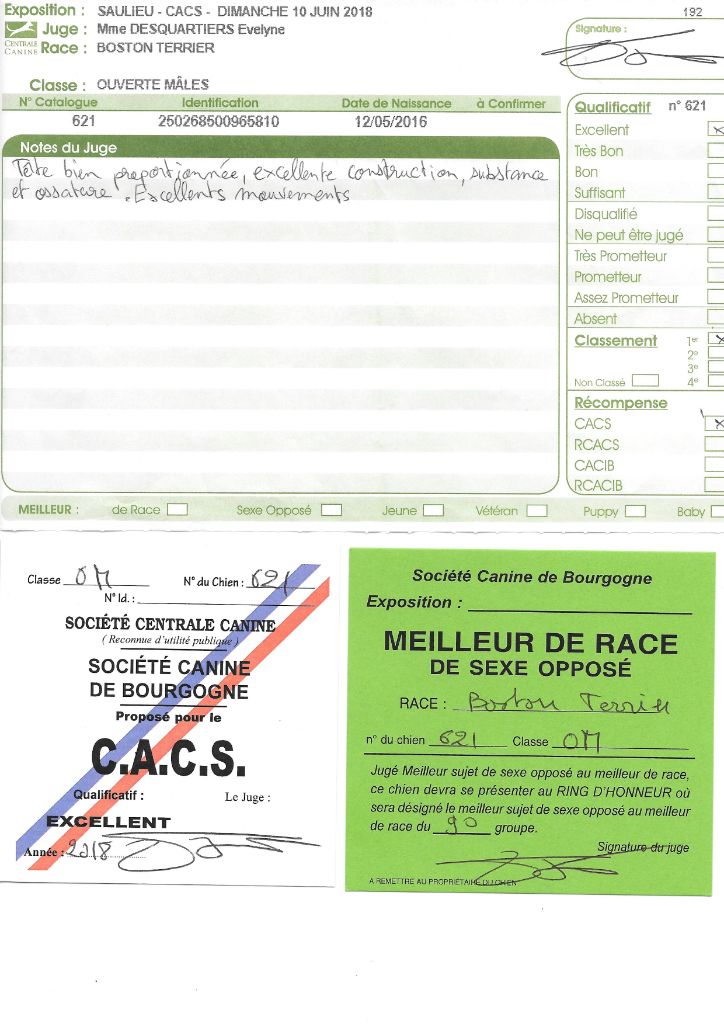 Exposition : SAULIEU - CACS - DIMANCHE 10 JUIN 2018
192
CENTRALE CANINE
Juge : Mme DESQUARTIERS Evelyne
Race : BOSTON TERRIER
Signature :
Classe : OUVERTE MÂLES
N° Catalogue Identification Date de Naissance à Confirmer
621 250268500965810 12/05/2016
Notes du Juge
Tête bien proportionnée, excellente construction, substance
et ossature. Excellents mouvements
Qualificatif n° 621
Excellent x
Très Bon
Bon
Suffisant
Disqualifié
Ne peut être jugé
Très Prometteur
Prometteur
Assez Prometteur
Absent
Classement 1er x
2e
3e
Non Classé 4e
Récompense
CACS x
RCACS
CACIB
RCACIB
MEILLEUR : de Race Sexe Opposé Jeune Vétéran Puppy Baby
Classe OM N° du Chien : 621
N° Id. :
SOCIÉTÉ CENTRALE CANINE
( Reconnue d'utilité publique )
SOCIÉTÉ CANINE
DE BOURGOGNE
Proposé pour le
C.A.C.S.
Qualificatif : Le Juge :
EXCELLENT
Année : 2018
Société Canine de Bourgogne
Exposition :
MEILLEUR DE RACE
DE SEXE OPPOSÉ
RACE : Boston Terrier
n° du chien 621 Classe OM
Jugé Meilleur sujet de sexe opposé au meilleur de race,
ce chien devra se présenter au RING D'HONNEUR où
sera désigné le meilleur sujet de sexe opposé au meilleur
de race du groupe.
Signature du juge
A REMETTRE AU PROPRIÉTAIRE DU CHIEN